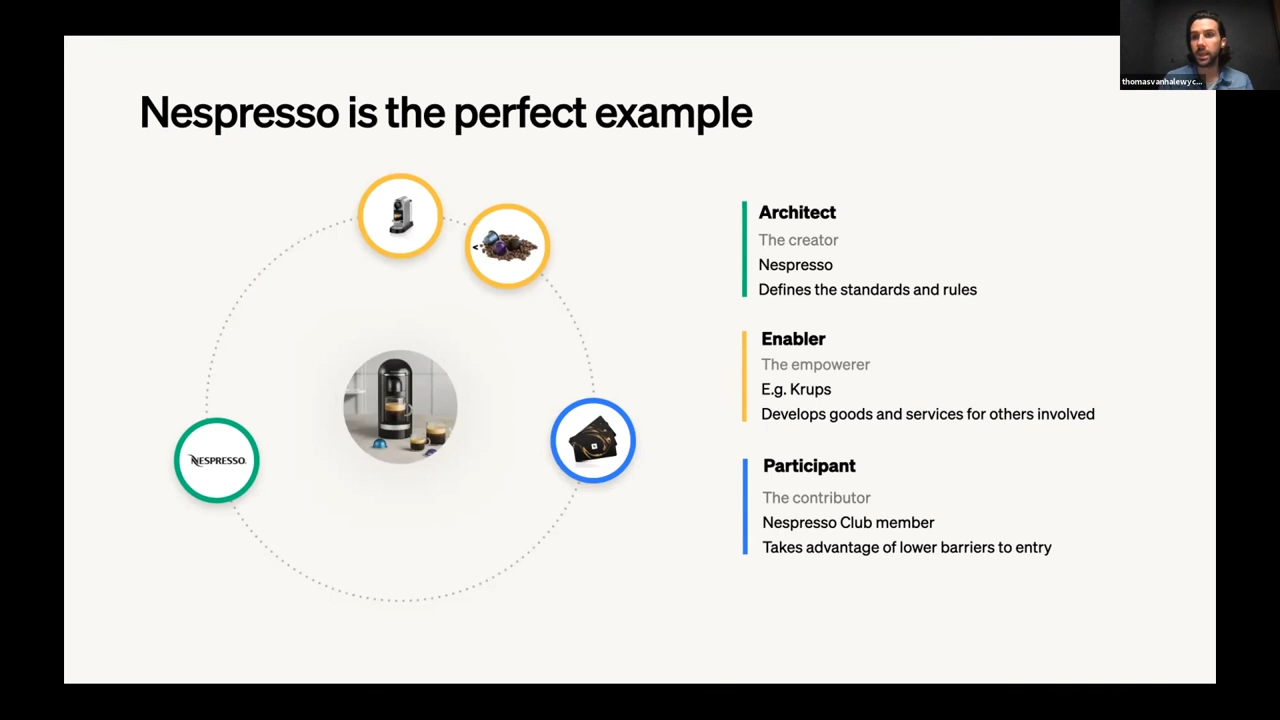 thomasvanhalewyc...
Nespresso is the perfect example
NESPRESSO
Architect
The creator
Nespresso
Defines the standards and rules
Enabler
The empowerer
E.g. Krups
Develops goods and services for others involved
Participant
The contributor
Nespresso Club member
Takes advantage of lower barriers to entry